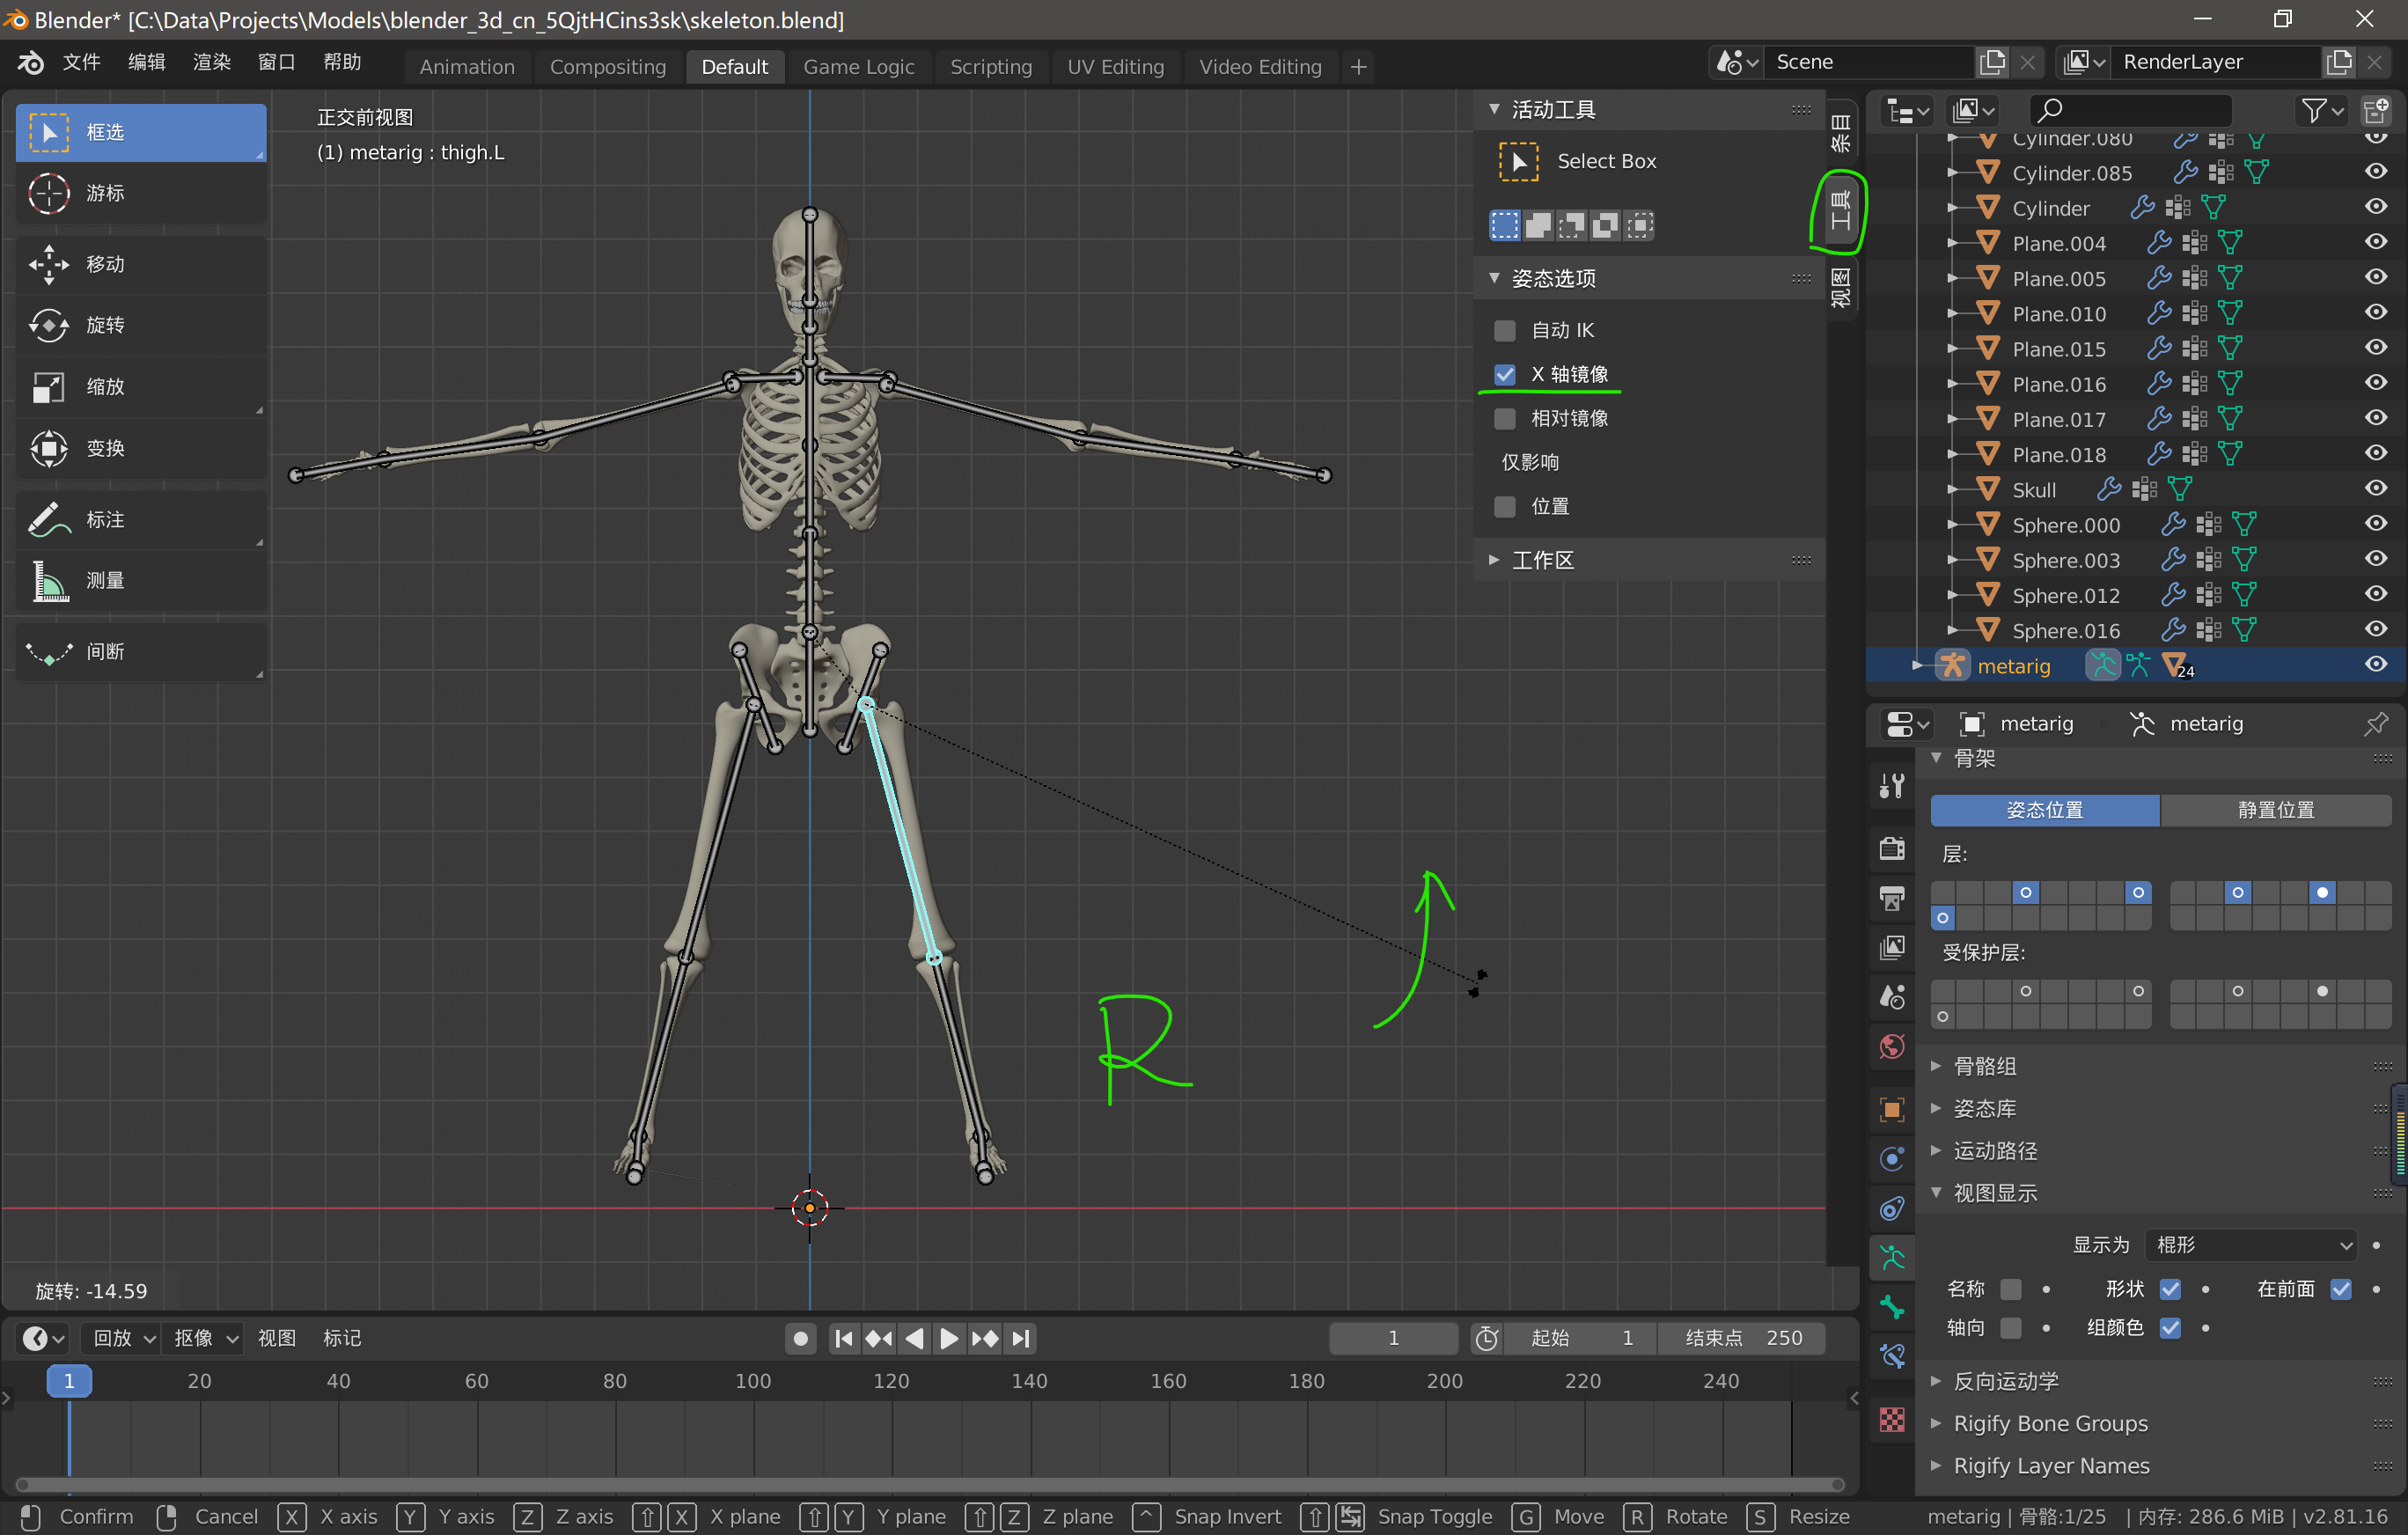 Blender* [C:\Data\Projects\Models\blender_3d_cn_5QjtHCins3sk\skeleton.blend]
文件 编辑 渲染 窗口 帮助 Animation Compositing Default Game Logic Scripting UV Editing Video Editing + Scene RenderLayer
框选
游标
移动
旋转
缩放
变换
标注
测量
间断
正交前视图
(1) metarig : thigh.L
R
旋转: -14.59
活动工具
Select Box
姿态选项
自动 IK
X 轴镜像
相对镜像
仅影响
位置
工作区
条目
工具
视图
Cylinder.080
Cylinder.085
Cylinder
Plane.004
Plane.005
Plane.010
Plane.015
Plane.016
Plane.017
Plane.018
Skull
Sphere.000
Sphere.003
Sphere.012
Sphere.016
metarig 24
metarig metarig
骨架
姿态位置 静置位置
层:
受保护层:
骨骼组
姿态库
运动路径
视图显示
显示为 棍形
名称 形状 在前面
轴向 组颜色
反向运动学
Rigify Bone Groups
Rigify Layer Names
回放 抠像 视图 标记 1 起始 1 结束点 250
1 20 40 60 80 100 120 140 160 180 200 220 240
Confirm Cancel X X axis Y Y axis Z Z axis X X plane Y Y plane Z Z plane ^ Snap Invert Snap Toggle G Move R Rotate S Resize metarig | 骨骼:1/25 | 内存: 286.6 MiB | v2.81.16